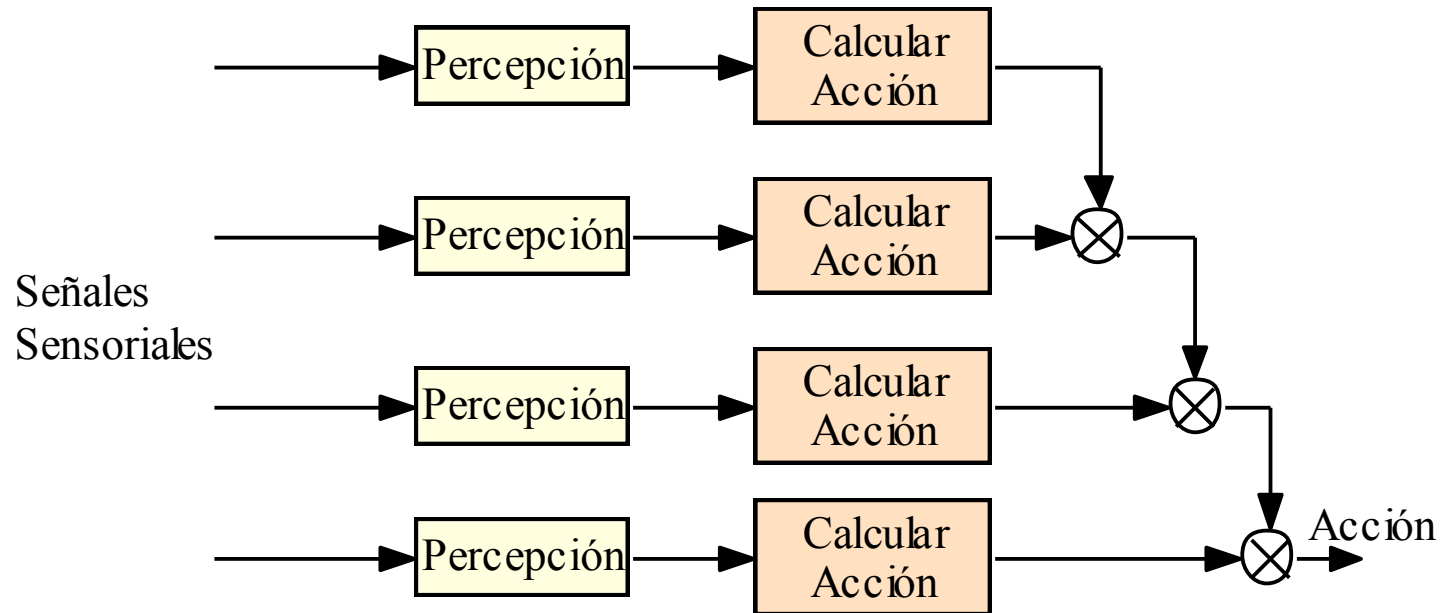 Percepción
Calcular
Acción
Percepción
Calcular
Acción
Señales
Sensoriales
Percepción
Calcular
Acción
Percepción
Calcular
Acción
Acción